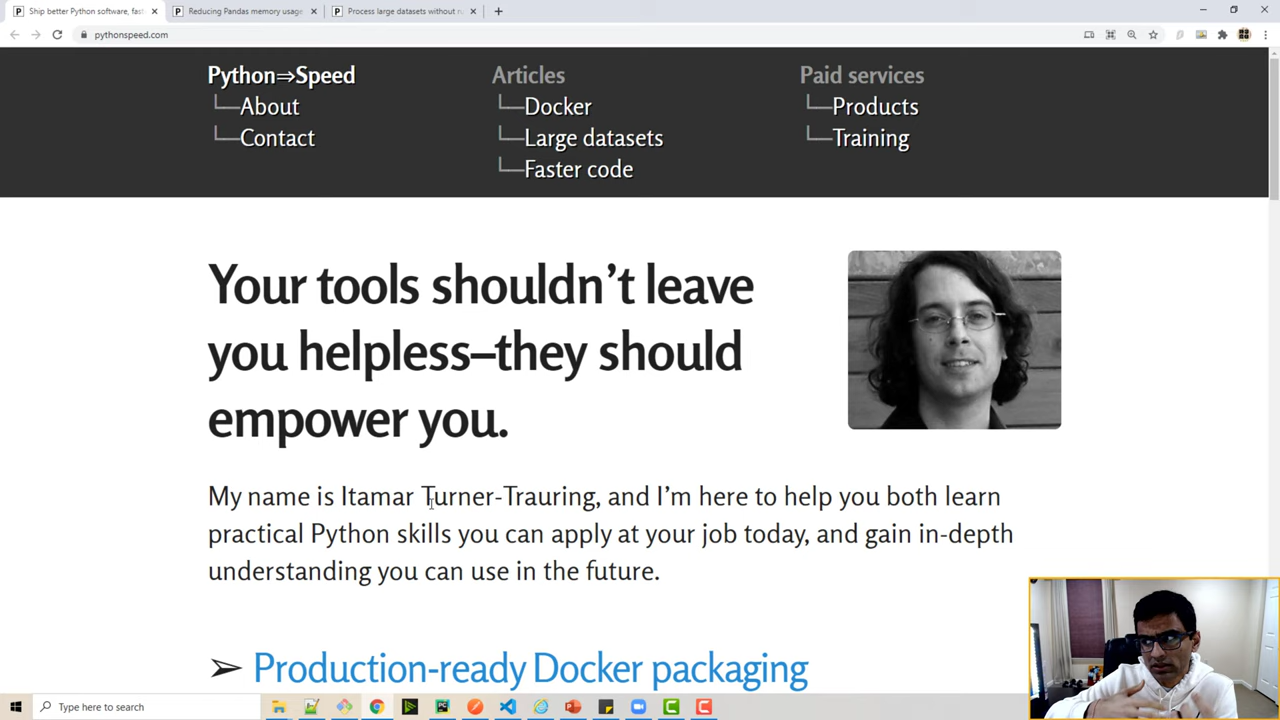 Ship better Python software, fast
Reducing Pandas memory usage
Process large datasets without ru
pythonspeed.com
Python⇒Speed
About
Contact
Articles
Docker
Large datasets
Faster code
Paid services
Products
Training
Your tools shouldn’t leave
you helpless–they should
empower you.
My name is Itamar Turner-Trauring, and I’m here to help you both learn
practical Python skills you can apply at your job today, and gain in-depth
understanding you can use in the future.
➢ Production-ready Docker packaging
Type here to search